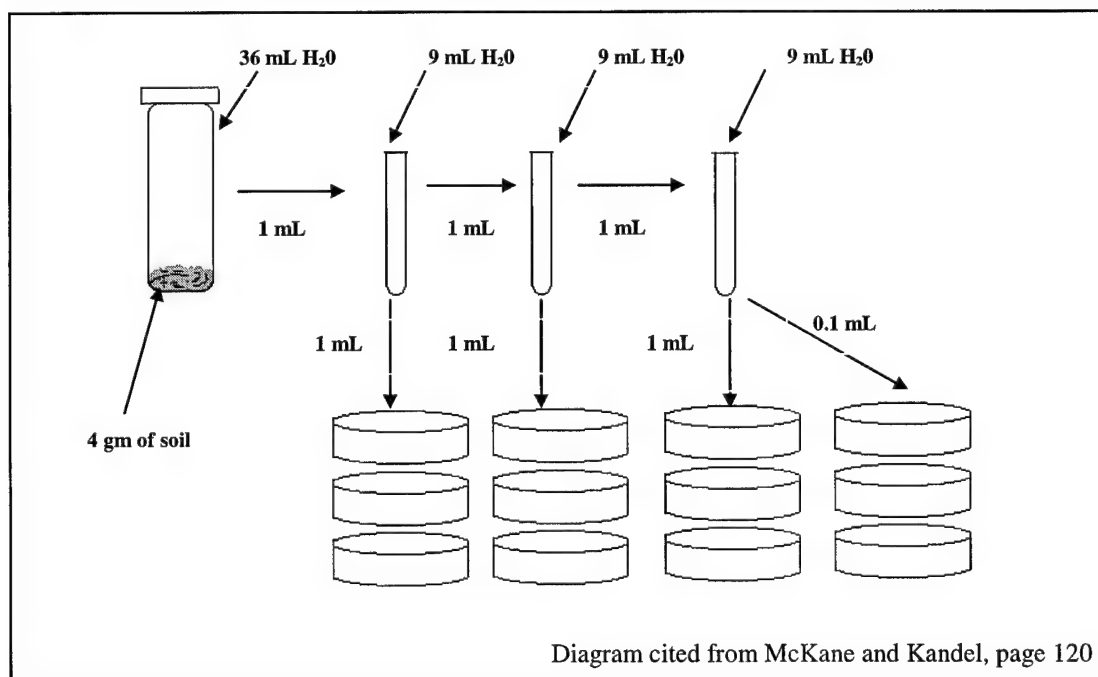 36 mL H₂0
9 mL H₂0
9 mL H₂0
9 mL H₂0
1 mL
1 mL
1 mL
0.1 mL
1 mL
1 mL
1 mL
4 gm of soil
Diagram cited from McKane and Kandel, page 120